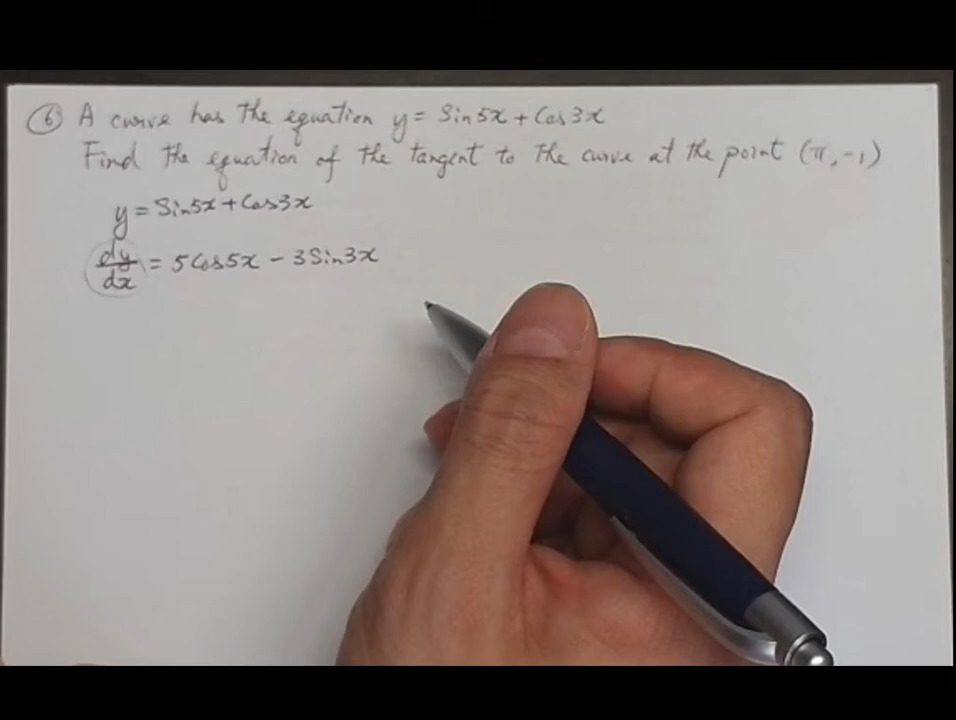 ⑥ A curve has the equation y = Sin5x + Cos3x
Find the equation of the tangent to the curve at the point (π, -1)
y = Sin5x + Cos3x
dy/dx = 5Cos5x - 3Sin3x